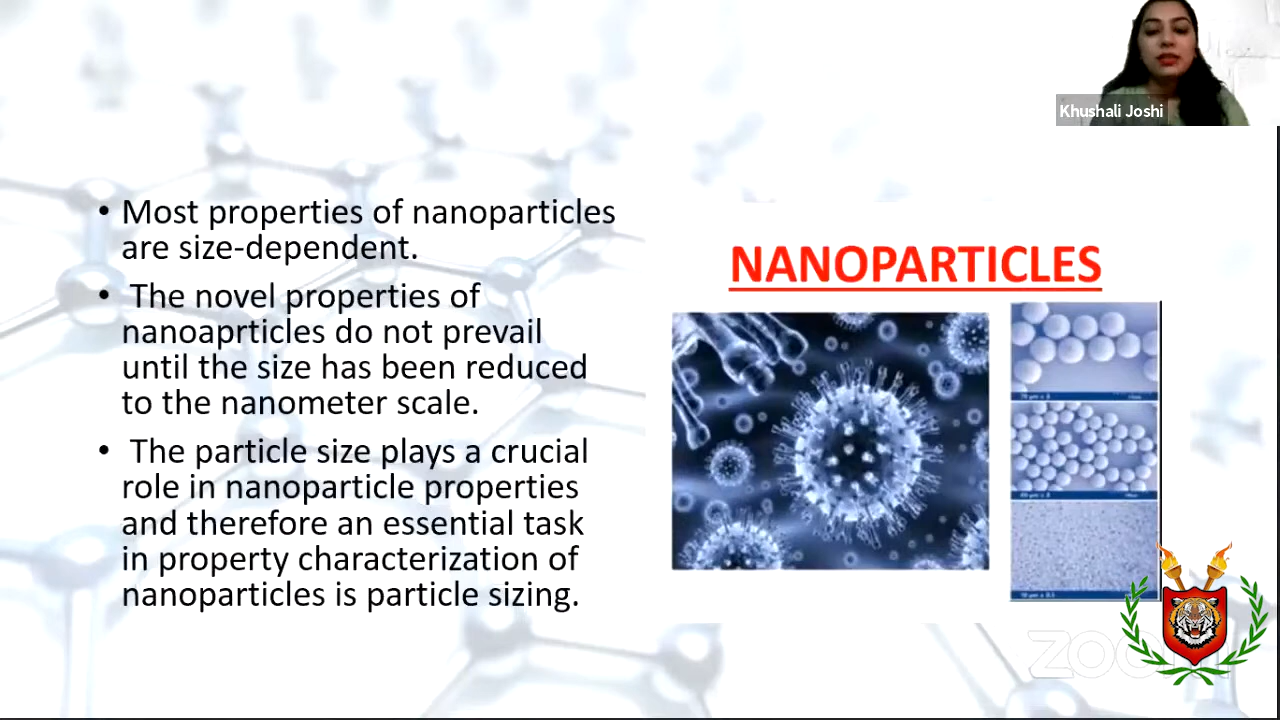 Khushali Joshi
• Most properties of nanoparticles
are size-dependent.
• The novel properties of
nanoaprticles do not prevail
until the size has been reduced
to the nanometer scale.
• The particle size plays a crucial
role in nanoparticle properties
and therefore an essential task
in property characterization of
nanoparticles is particle sizing.
NANOPARTICLES
zoom